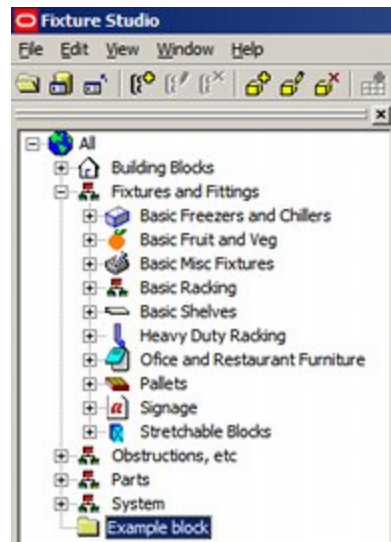 Fixture Studio
File Edit View Window Help
All
Building Blocks
Fixtures and Fittings
Basic Freezers and Chillers
Basic Fruit and Veg
Basic Misc Fixtures
Basic Racking
Basic Shelves
Heavy Duty Racking
Ofice and Restaurant Furniture
Pallets
Signage
Stretchable Blocks
Obstructions, etc
Parts
System
Example block